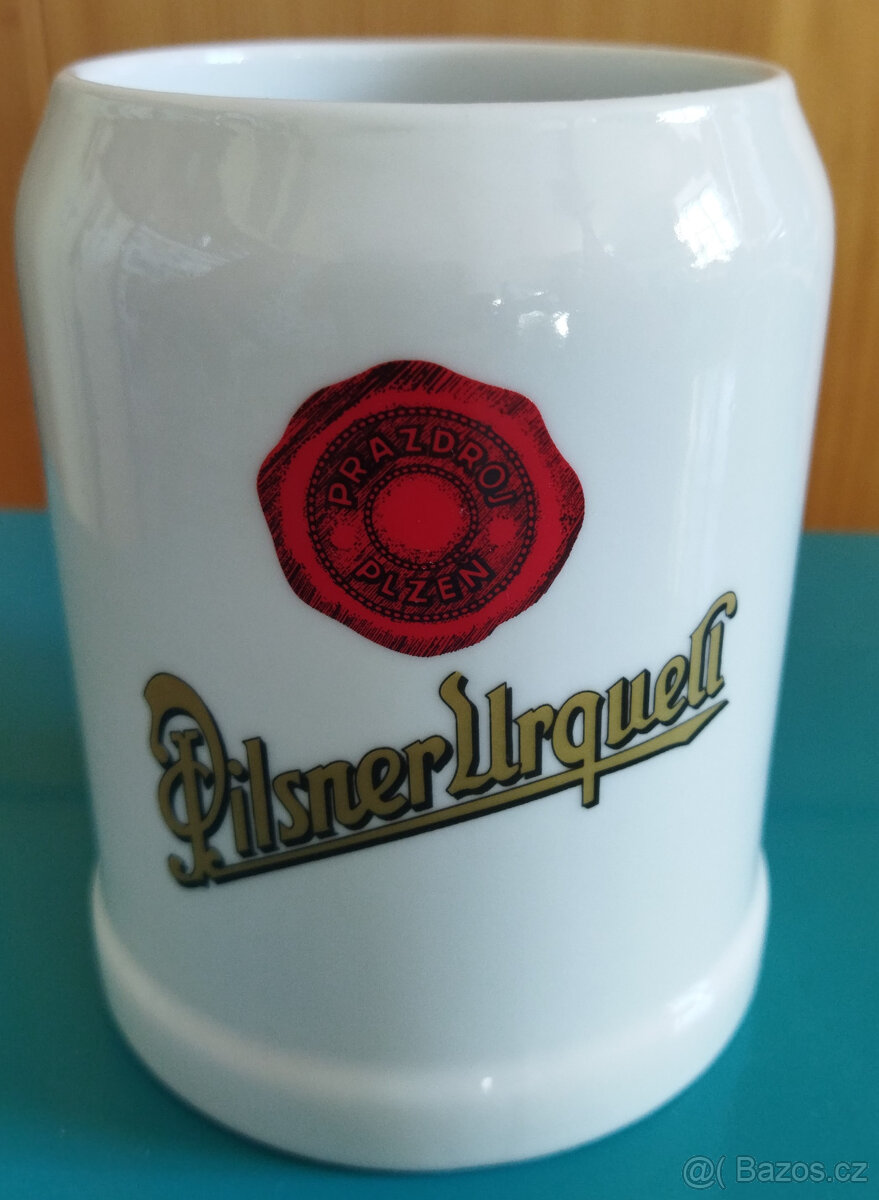 PRAZDROJ
PLZEŇ
Pilsner Urquell
@( Bazos.cz